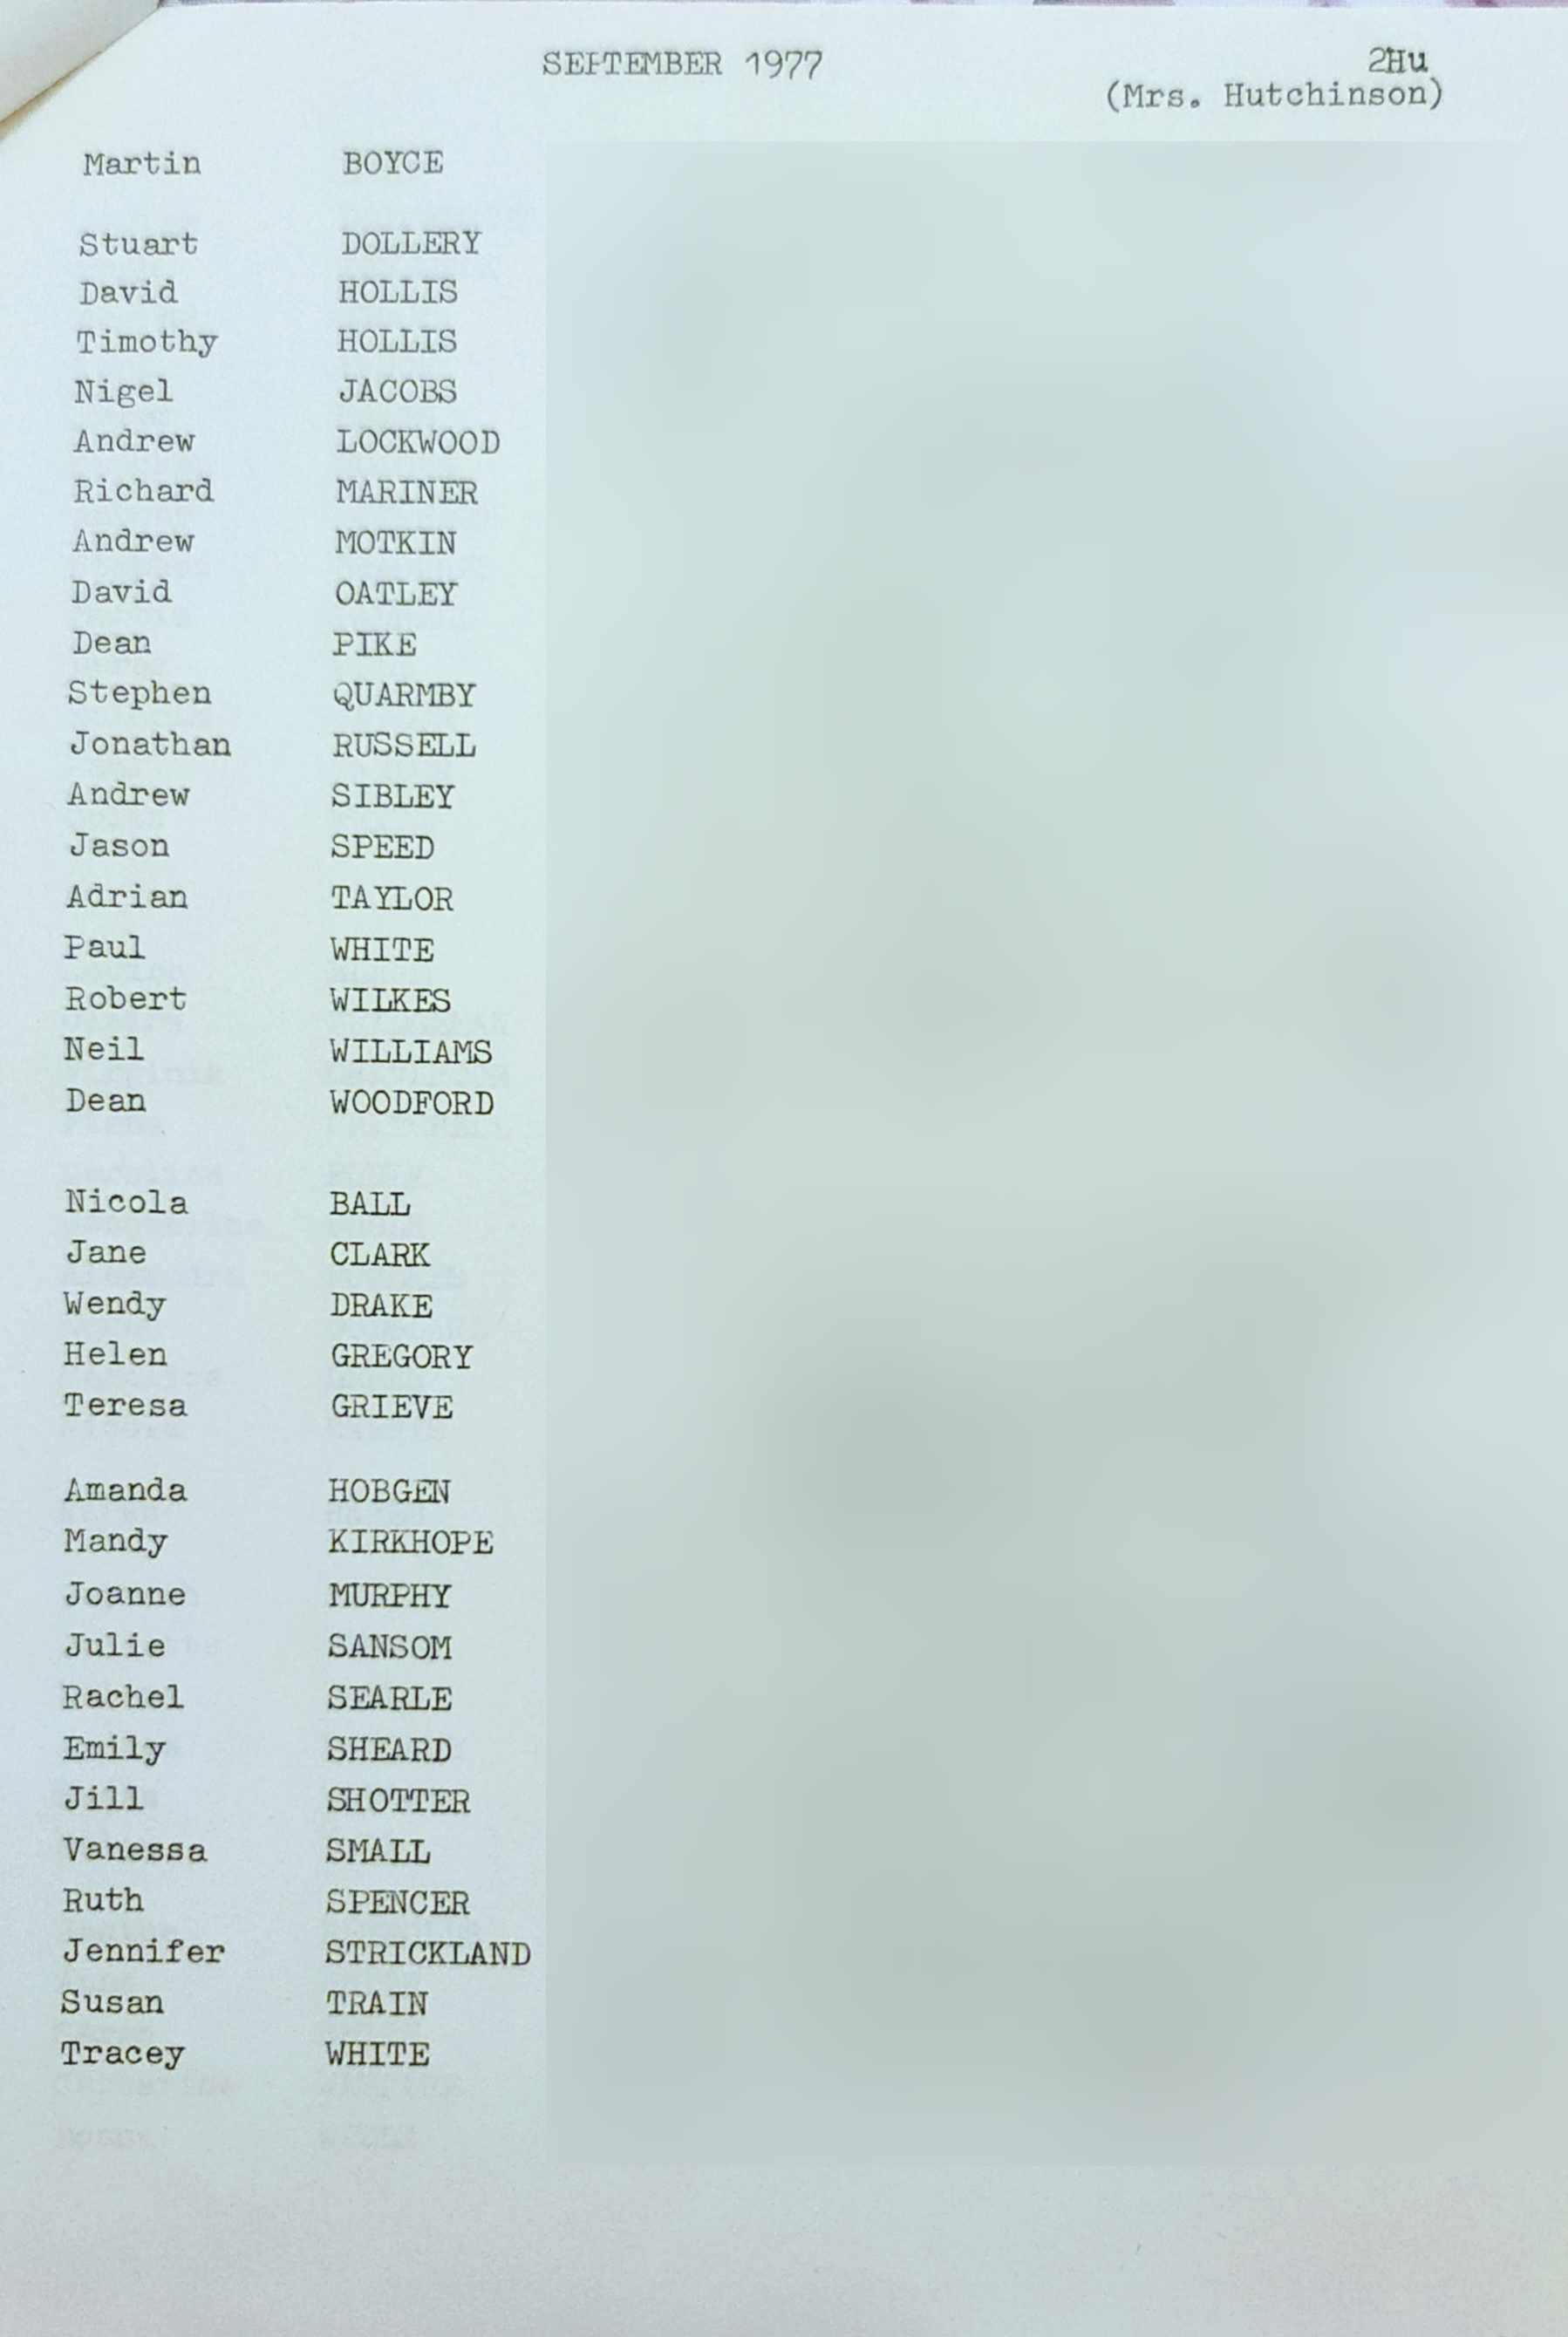 SEPTEMBER 1977 2Hu
(Mrs. Hutchinson)
Martin BOYCE
Stuart DOLLERY
David HOLLIS
Timothy HOLLIS
Nigel JACOBS
Andrew LOCKWOOD
Richard MARINER
Andrew MOTKIN
David OATLEY
Dean PIKE
Stephen QUARMBY
Jonathan RUSSELL
Andrew SIBLEY
Jason SPEED
Adrian TAYLOR
Paul WHITE
Robert WILKES
Neil WILLIAMS
Dean WOODFORD
Nicola BALL
Jane CLARK
Wendy DRAKE
Helen GREGORY
Teresa GRIEVE
Amanda HOBGEN
Mandy KIRKHOPE
Joanne MURPHY
Julie SANSOM
Rachel SEARLE
Emily SHEARD
Jill SHOTTER
Vanessa SMALL
Ruth SPENCER
Jennifer STRICKLAND
Susan TRAIN
Tracey WHITE